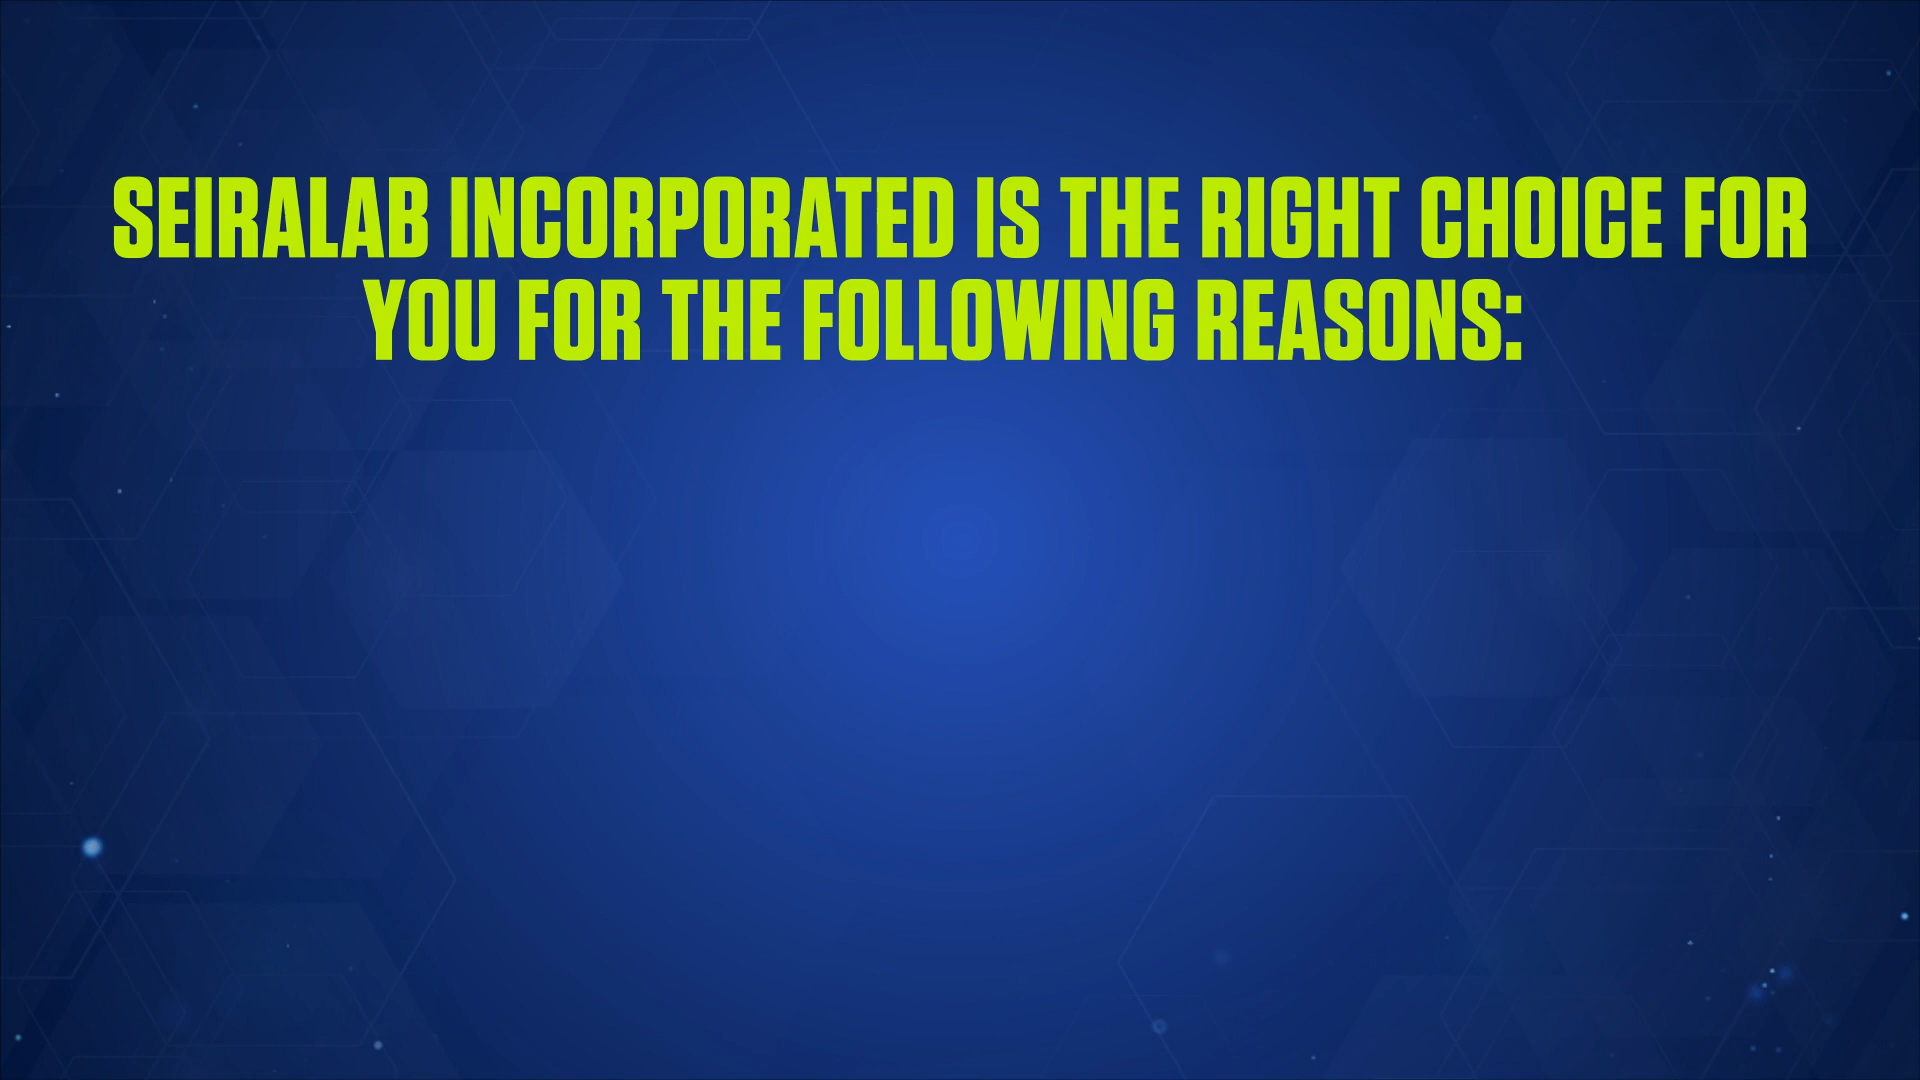 SEIRALAB INCORPORATED IS THE RIGHT CHOICE FOR
YOU FOR THE FOLLOWING REASONS: